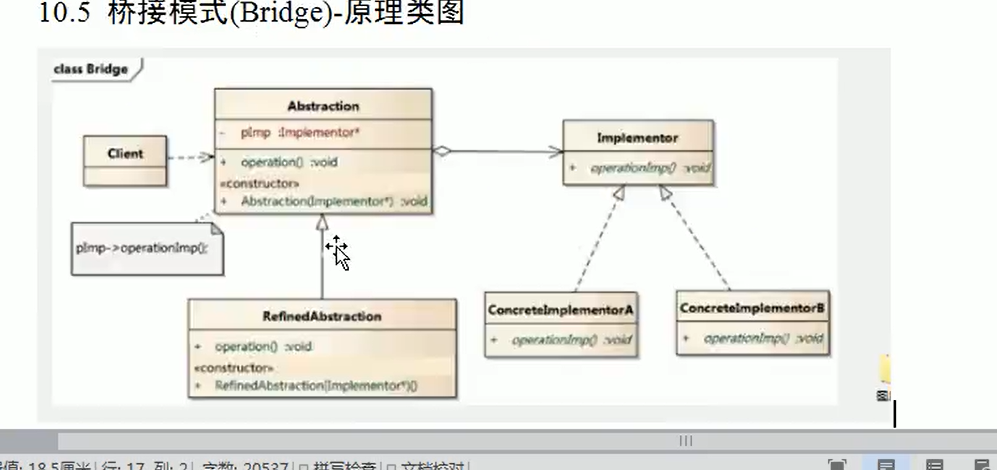 10.5 桥接模式(Bridge)-原理类图
class Bridge
Abstraction
- pImp :Implementor*
+ operation() :void
«constructor»
+ Abstraction(Implementor*) :void
Client
pImp->operationImp();
Implementor
+ operationImp() :void
RefinedAbstraction
+ operation() :void
«constructor»
+ RefinedAbstraction(Implementor*)()
ConcreteImplementorA
+ operationImp() :void
ConcreteImplementorB
+ operationImp() :void
值: 18.5厘米 行: 17 列: 2 字数: 20537 拼写检查 文档校对